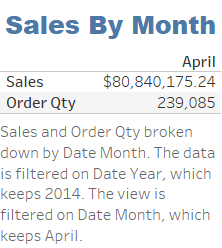 Sales By Month
April
Sales $80,840,175.24
Order Qty 239,085
Sales and Order Qty broken
down by Date Month. The data
is filtered on Date Year, which
keeps 2014. The view is
filtered on Date Month, which
keeps April.